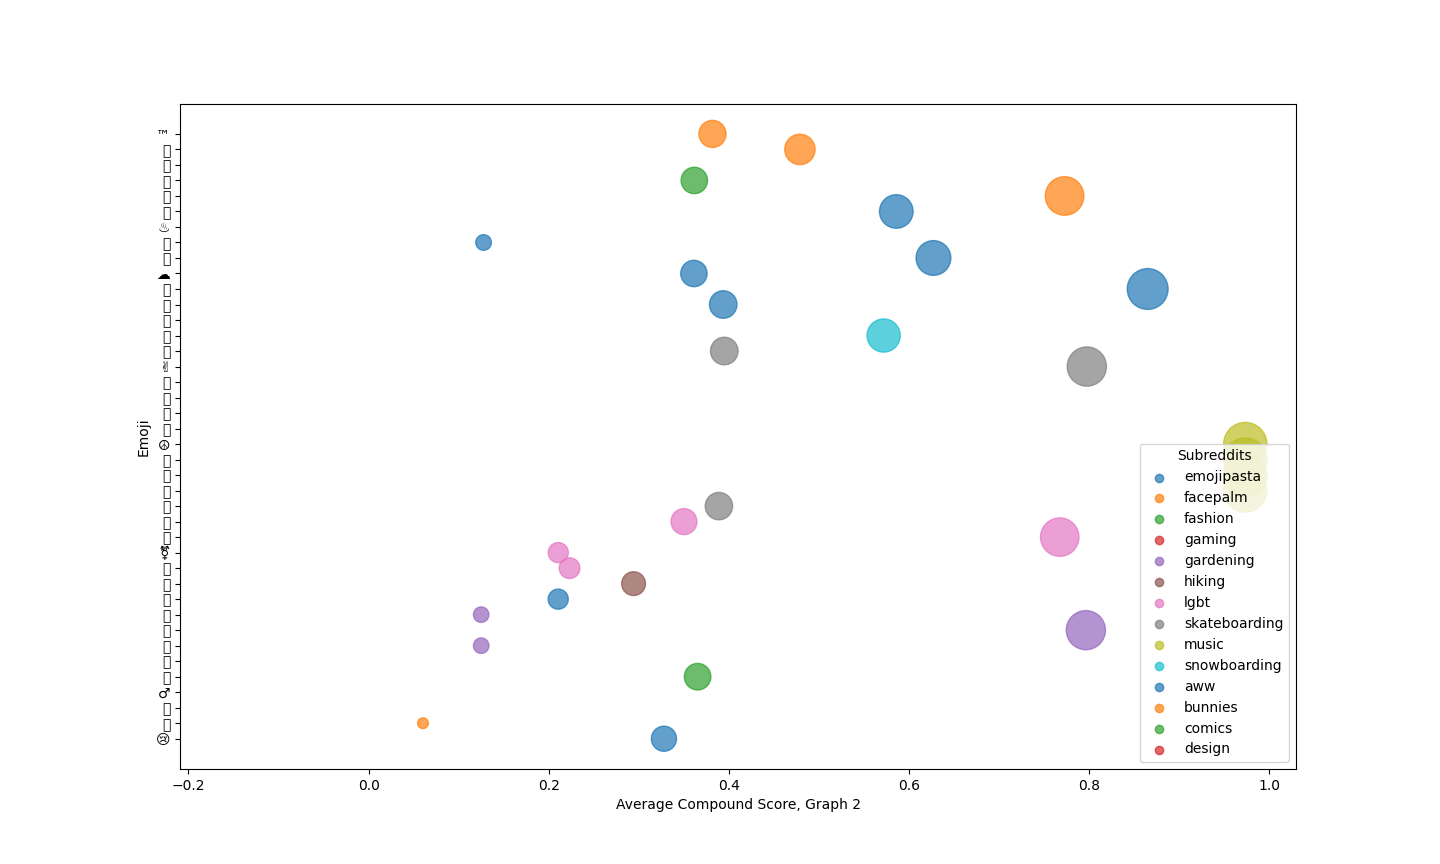 ™
☁
☮
♂
☹
Emoji
Subreddits
emojipasta
facepalm
fashion
gaming
gardening
hiking
lgbt
skateboarding
music
snowboarding
aww
bunnies
comics
design
−0.2 0.0 0.2 0.4 0.6 0.8 1.0
Average Compound Score, Graph 2